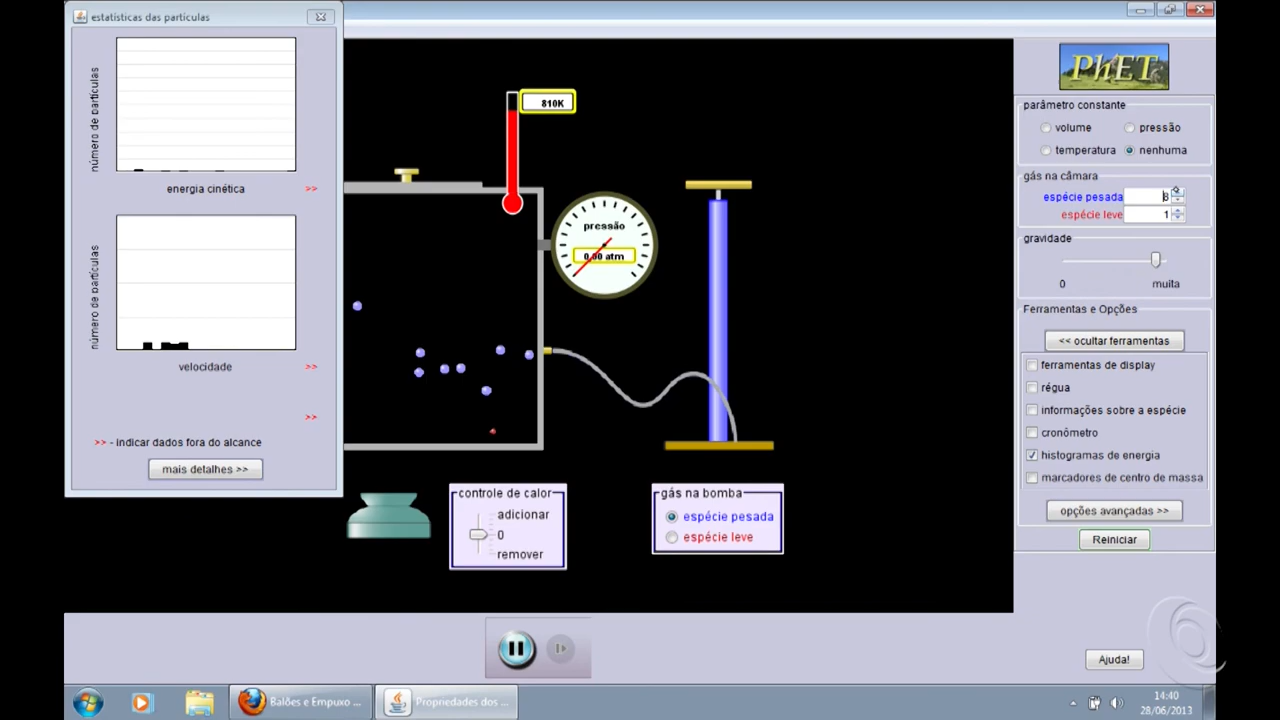 estatísticas das partículas
número de partículas
energia cinética >>
número de partículas
velocidade >>
>>
>> - indicar dados fora do alcance
mais detalhes >>
810K
pressão
0,00 atm
controle de calor
adicionar
0
remover
gás na bomba
espécie pesada
espécie leve
PhET
parâmetro constante
volume pressão
temperatura nenhuma
gás na câmara
espécie pesada 8
espécie leve 1
gravidade
0 muita
Ferramentas e Opções
<< ocultar ferramentas
ferramentas de display
régua
informações sobre a espécie
cronômetro
histogramas de energia
marcadores de centro de massa
opções avançadas >>
Reiniciar
Ajuda!
Balões e Empuxo ...
Propriedades dos ...
14:40
28/06/2013